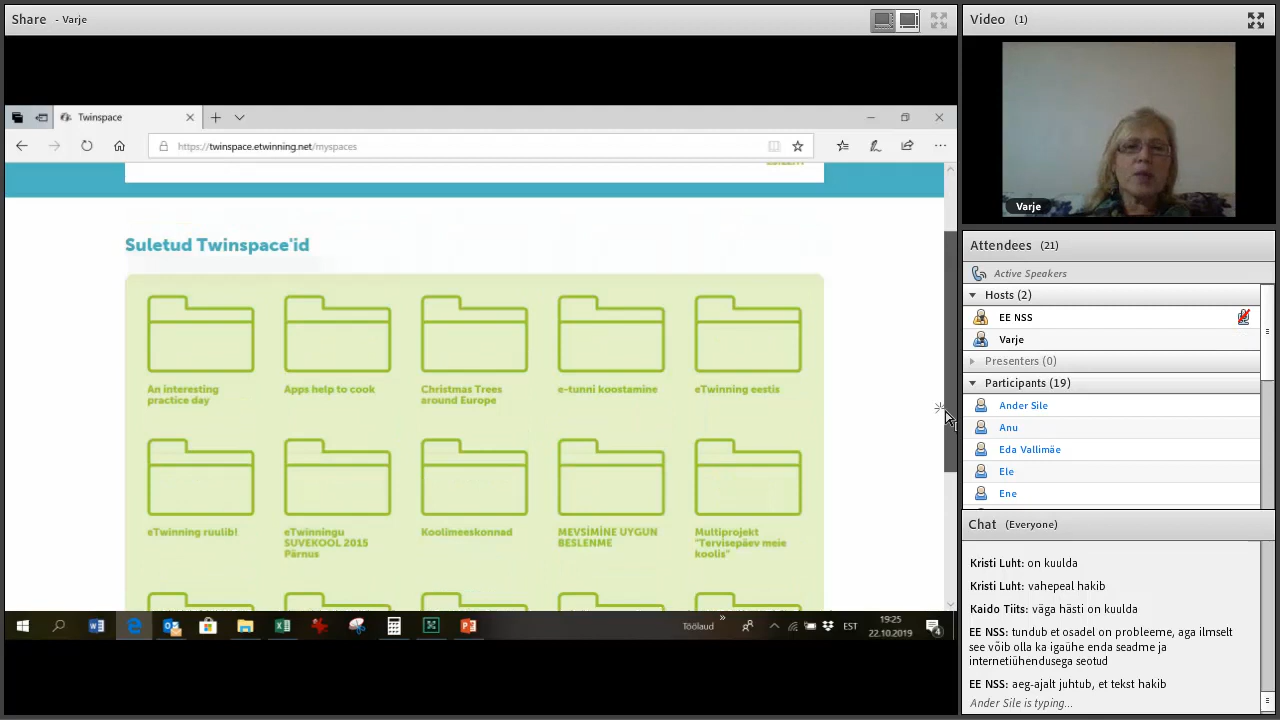 Share - Varje
Twinspace
https://twinspace.etwinning.net/myspaces
Suletud Twinspace'id
An interesting
practice day
Apps help to cook
Christmas Trees
around Europe
e-tunni koostamine
eTwinning eestis
eTwinning ruulib!
eTwinningu
SUVEKOOL 2015
Pärnus
Koolimeeskonnad
MEVSİMİNE UYGUN
BESLENME
Multiprojekt
"Tervisepäev meie
koolis"
Töölaud
EST
19:25
22.10.2019
4
Video (1)
Varje
Attendees (21)
Active Speakers
Hosts (2)
EE NSS
Varje
Presenters (0)
Participants (19)
Ander Sile
Anu
Eda Vallimäe
Ele
Ene
Chat (Everyone)
Kristi Luht: on kuulda
Kristi Luht: vahepeal hakib
Kaido Tiits: väga hästi on kuulda
EE NSS: tundub et osadel on probleeme, aga ilmselt
see võib olla ka igaühe enda seadme ja
internetiühendusega seotud
EE NSS: aeg-ajalt juhtub, et tekst hakib
Ander Sile is typing...